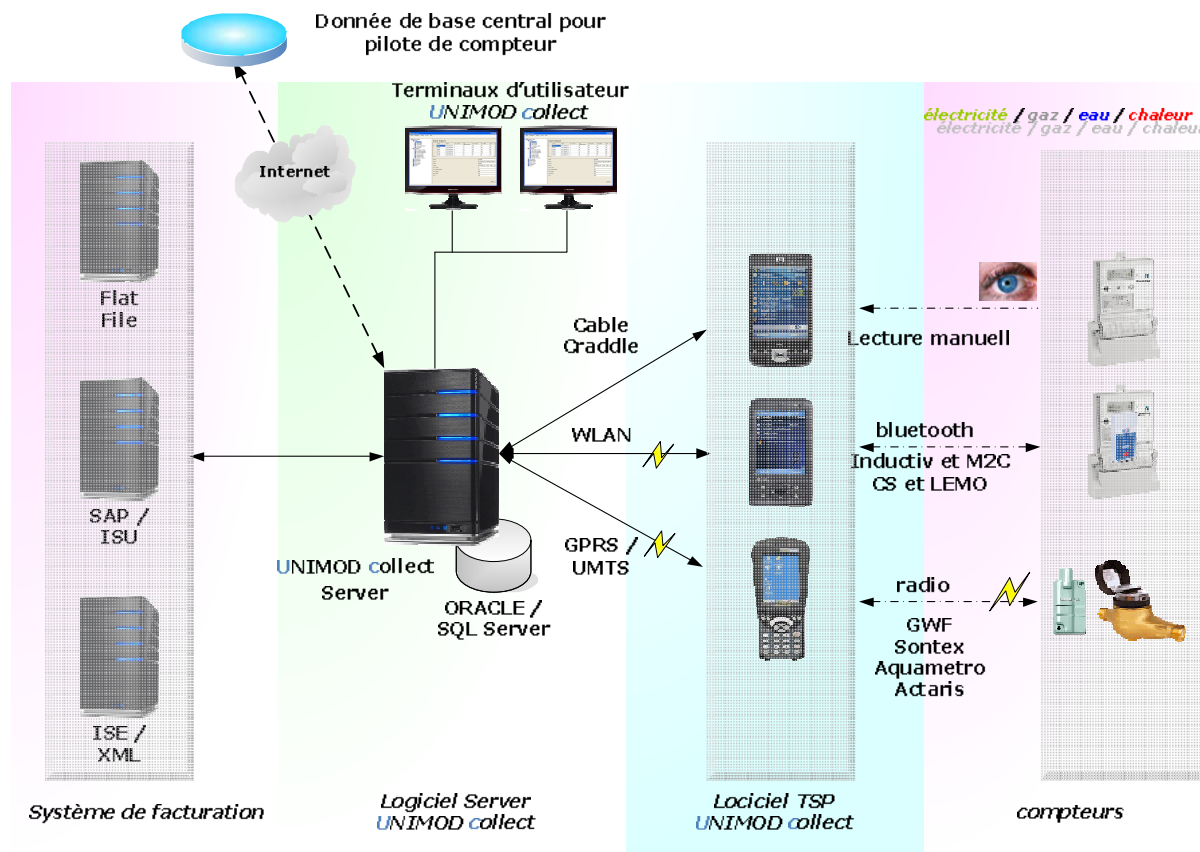 Donnée de base central pour
pilote de compteur
Terminaux d'utilisateur
UNIMOD collect
électricité / gaz / eau / chaleur
électricité / gaz / eau / chaleur
Internet
Flat
File
Cable
Craddle
Lecture manuell
WLAN
bluetooth
Inductiv et M2C
CS et LEMO
SAP /
ISU
GPRS /
UMTS
UNIMOD collect
Server
ORACLE /
SQL Server
radio
GWF
Sontex
Aquametro
Actaris
ISE /
XML
Système de facturation
Logiciel Server
UNIMOD collect
Lociciel TSP
UNIMOD collect
compteurs